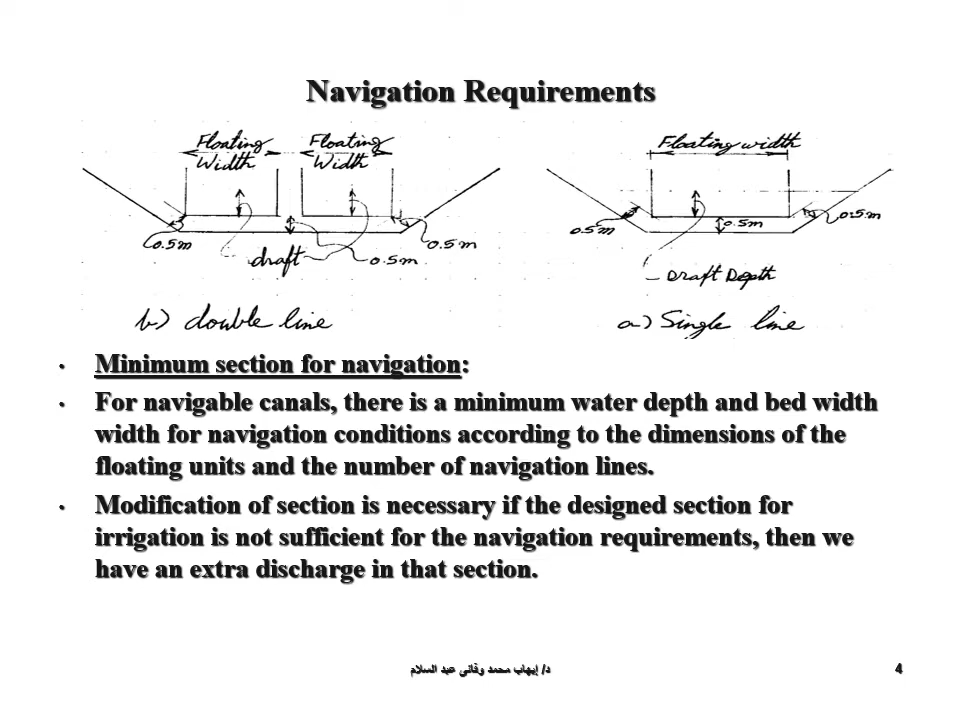 Navigation Requirements
Floating Width
Floating Width
0.5m
draft
0.5m
0.5m
b) double line
Floating width
0.5m
0.5m
0.5m
Draft Depth
a) Single line
• Minimum section for navigation:
• For navigable canals, there is a minimum water depth and bed width
width for navigation conditions according to the dimensions of the
floating units and the number of navigation lines.
• Modification of section is necessary if the designed section for
irrigation is not sufficient for the navigation requirements, then we
have an extra discharge in that section.
د/ إيهاب محمد وفائي عبد السلام
4